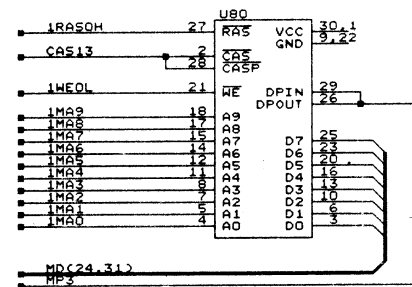 U80
1RASOH 27 RAS VCC 30,1
GND 9,22
CAS13 2 CAS
28 CASP
1WEOL 21 WE DPIN 29
DPOUT 26
1MA9 18 A9
1MA8 17 A8
1MA7 15 A7 D7 25
1MA6 14 A6 D6 23
1MA5 12 A5 D5 20
1MA4 11 A4 D4 16
1MA3 8 A3 D3 13
1MA2 7 A2 D2 10
1MA1 5 A1 D1 6
1MA0 4 A0 D0 3
MD(24,31)
MP3